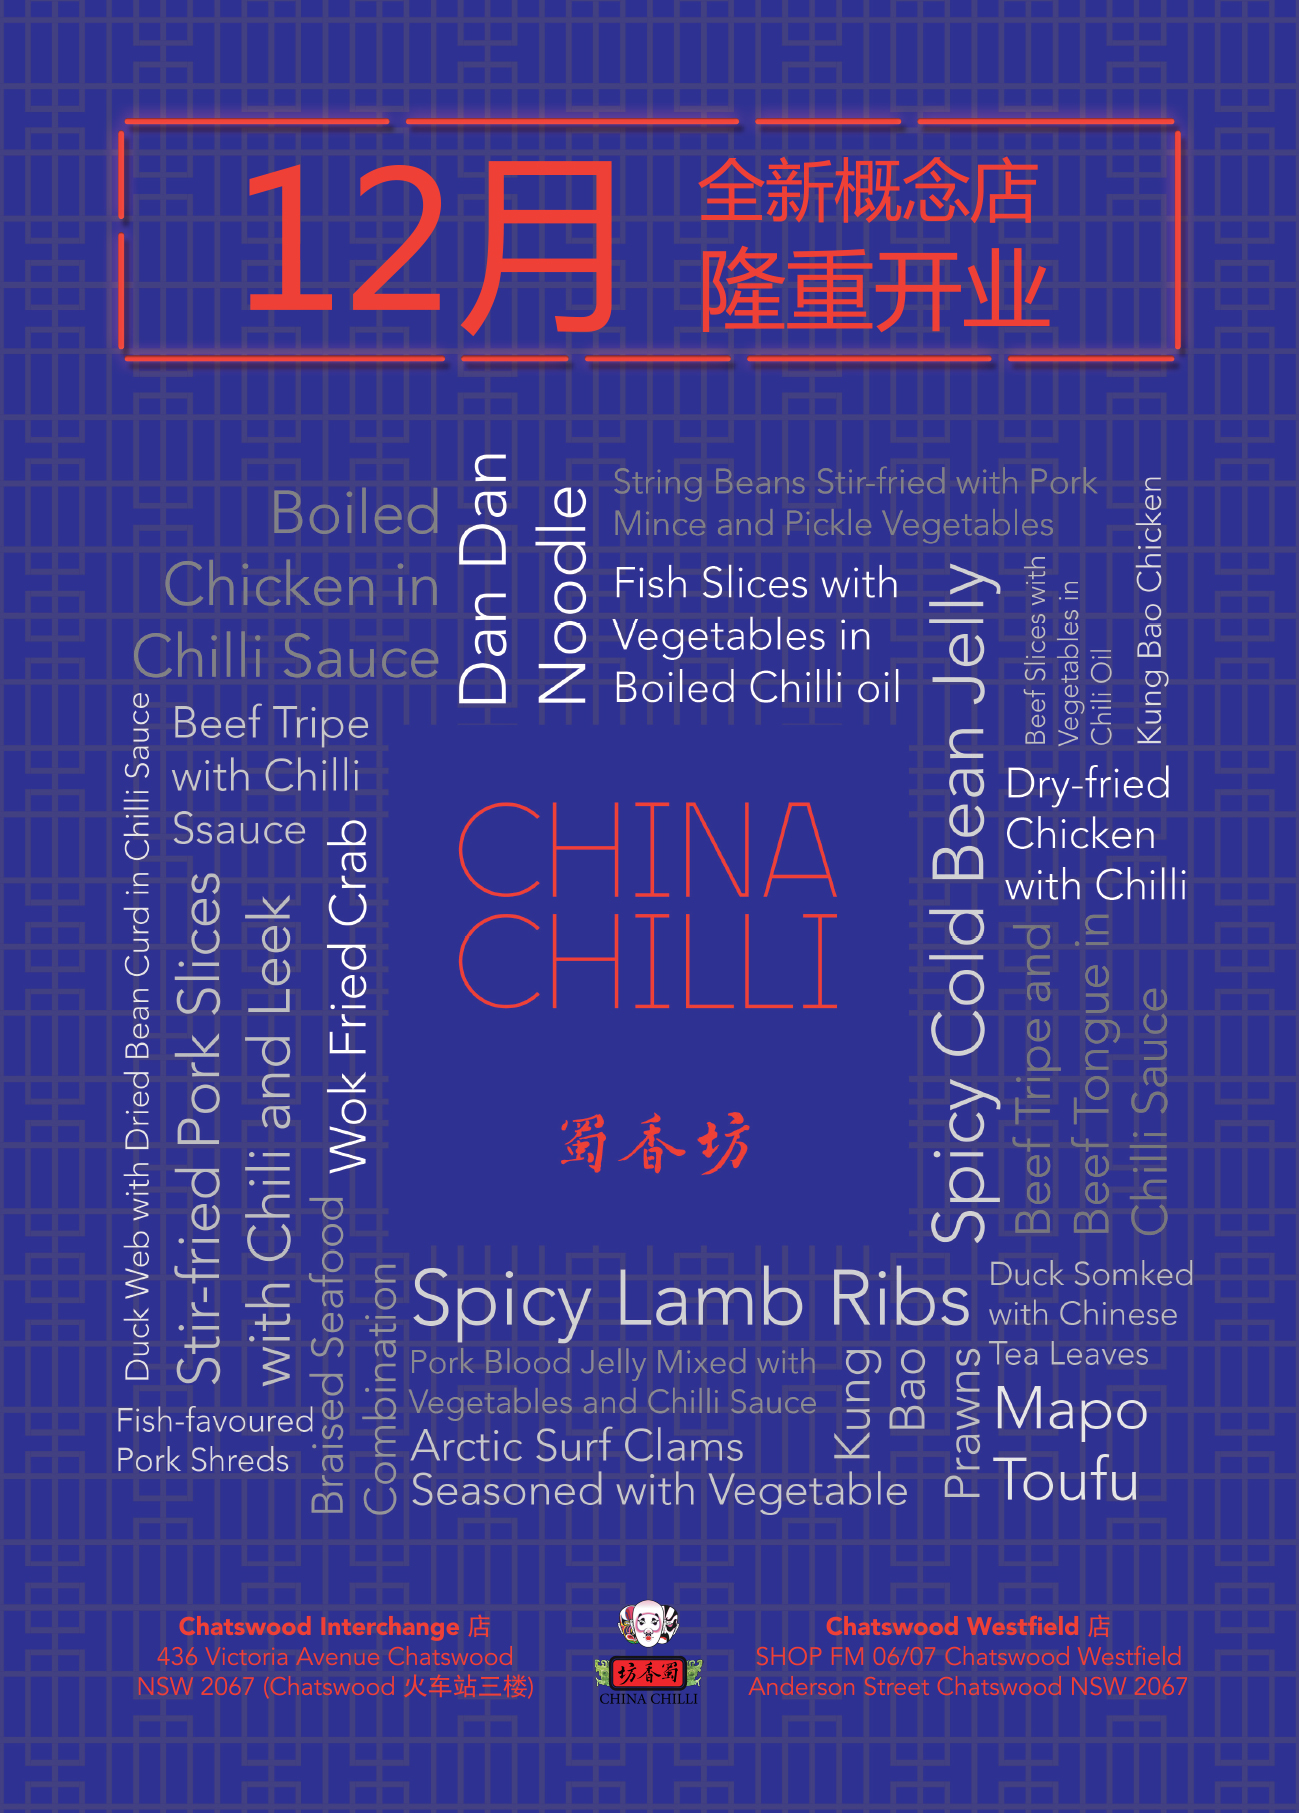 12月
全新概念店
隆重开业
Boiled
Chicken in
Chilli Sauce
Dan Dan
Noodle
String Beans Stir-fried with Pork
Mince and Pickle Vegetables
Fish Slices with
Vegetables in
Boiled Chilli oil
Spicy Cold Bean Jelly
Beef Slices with
Vegetables in
Chili Oil
Kung Bao Chicken
Duck Web with Dried Bean Curd in Chilli Sauce
Beef Tripe
with Chilli
Ssauce
Stir-fried Pork Slices
with Chili and Leek
Wok Fried Crab
CHINA
CHILLI
蜀香坊
Dry-fried
Chicken
with Chilli
Beef Tripe and
Beef Tongue in
Chilli Sauce
Braised Seafood
Combination
Fish-favoured
Pork Shreds
Spicy Lamb Ribs
Pork Blood Jelly Mixed with
Vegetables and Chilli Sauce
Arctic Surf Clams
Seasoned with Vegetable
Kung
Bao
Prawns
Duck Somked
with Chinese
Tea Leaves
Mapo
Toufu
Chatswood Interchange 店
436 Victoria Avenue Chatswood
NSW 2067 (Chatswood 火车站三楼)
坊香蜀
CHINA CHILLI
Chatswood Westfield 店
SHOP FM 06/07 Chatswood Westfield
Anderson Street Chatswood NSW 2067